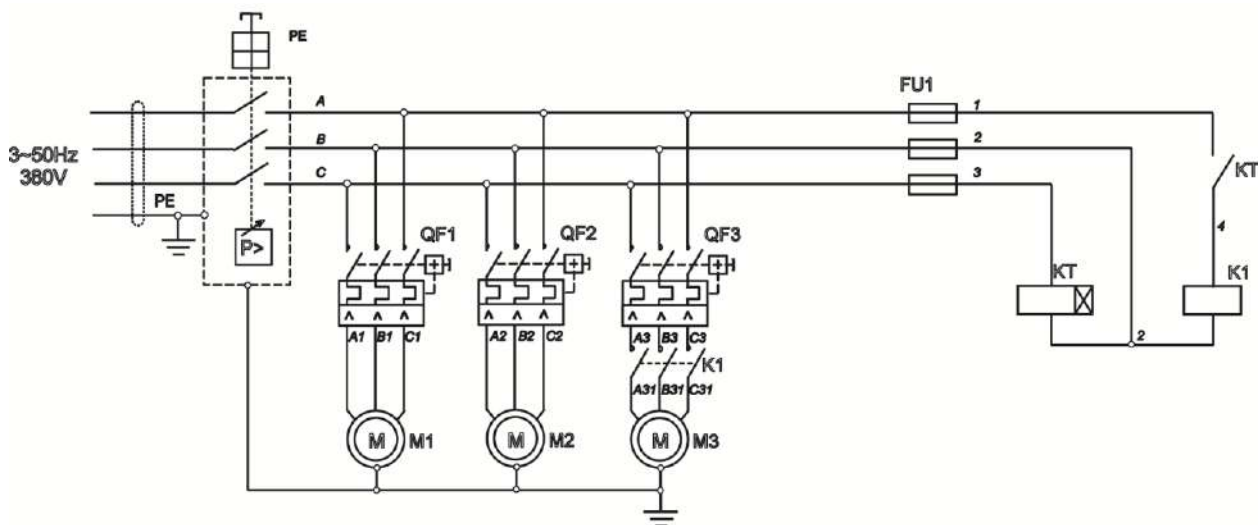 PE
A
FU1
1
B
2
3~50Hz
380V
C
3
KT
PE
4
P>
QF1
QF2
QF3
KT
K1
A1 B1 C1
A2 B2 C2
A3 B3 C3
2
K1
A31 B31 C31
M M1
M M2
M M3